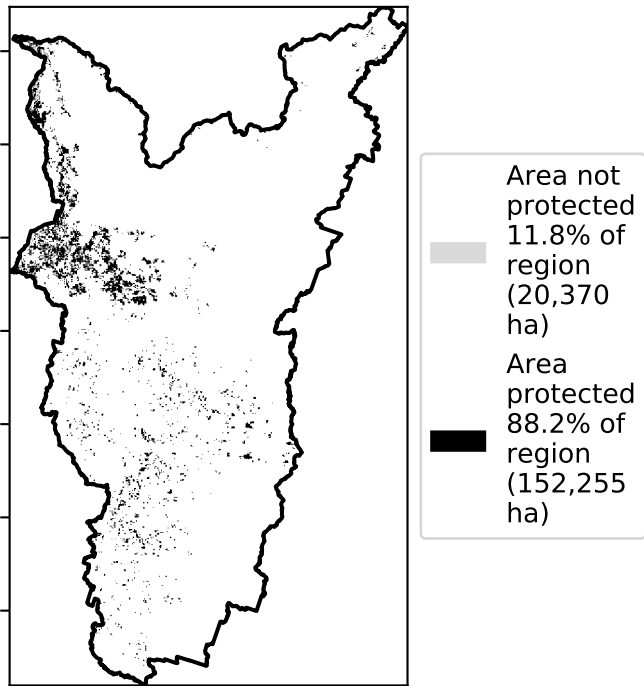 Area not
protected
11.8% of
region
(20,370
ha)
Area
protected
88.2% of
region
(152,255
ha)